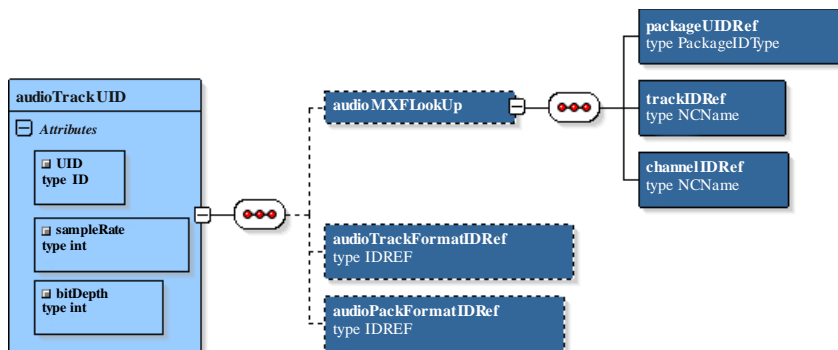 audioTrackUID
Attributes
UID
type ID
sampleRate
type int
bitDepth
type int
audioMXFLookUp
packageUIDRef
type PackageIDType
trackIDRef
type NCName
channelIDRef
type NCName
audioTrackFormatIDRef
type IDREF
audioPackFormatIDRef
type IDREF